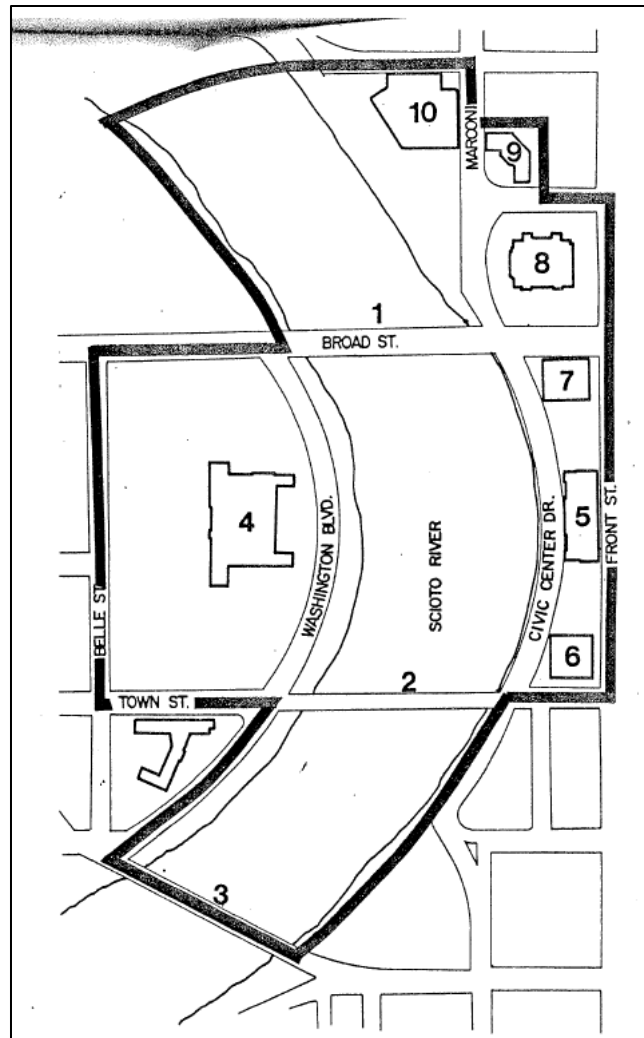 10
MARCONI
9
8
1
BROAD ST.
7
4
WASHINGTON BLVD.
SCIOTO RIVER
CIVIC CENTER DR.
5
FRONT ST.
BELLE ST.
6
2
TOWN ST.
3